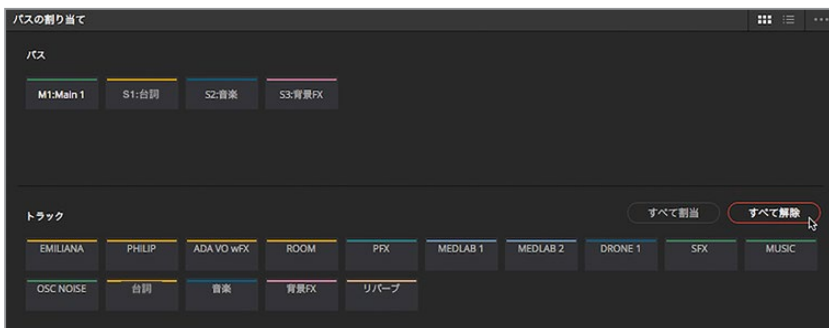 バスの割り当て
バス
M1:Main 1 S1:台詞 S2:音楽 S3:背景FX
トラック すべて割当 すべて解除
EMILIANA PHILIP ADA VO wFX ROOM PFX MEDLAB 1 MEDLAB 2 DRONE 1 SFX MUSIC
OSC NOISE 台詞 音楽 背景FX リバーブ